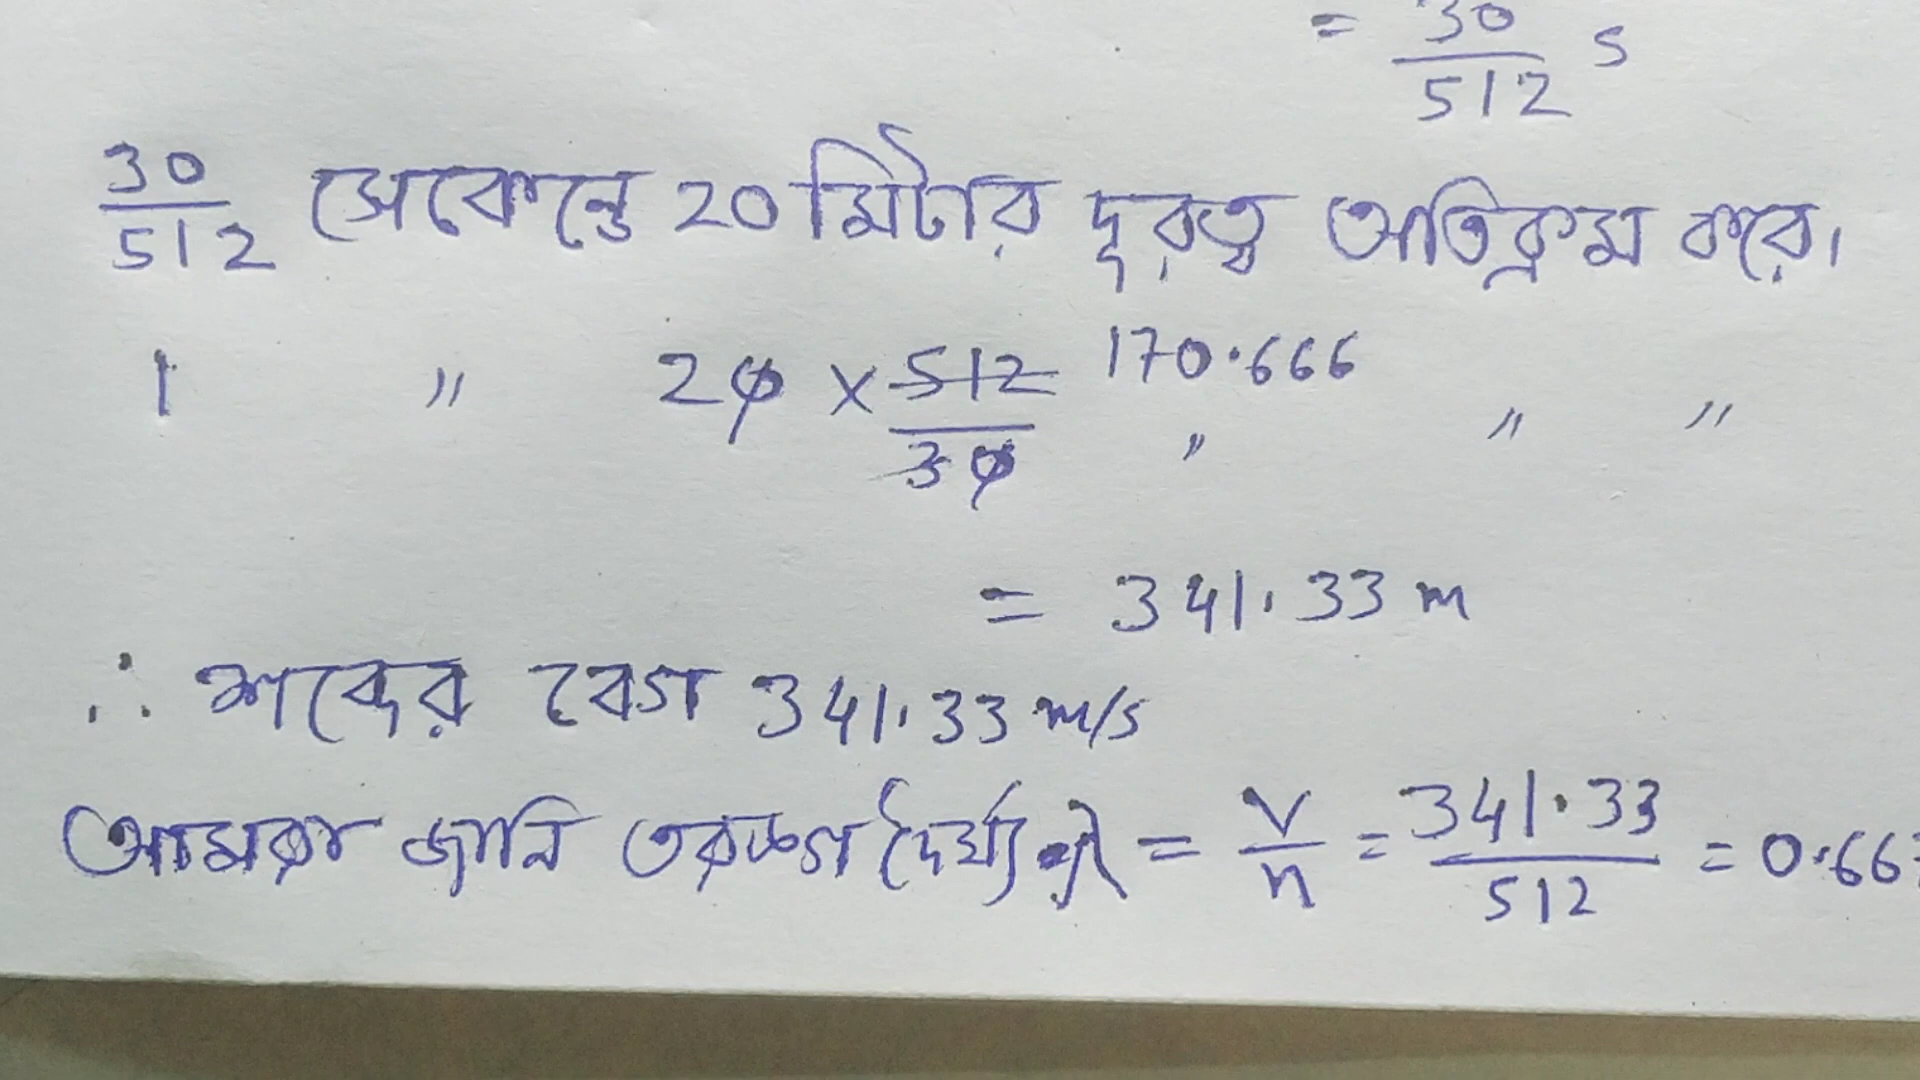 = 30/512 s
30/512 সেকেন্ডে 20 মিটার দূরত্ব অতিক্রম করে।
1 " 20 × 512/30 170.666 " " "
= 341.33 m
∴ শব্দের বেগ 341.33 m/s
আমরা জানি তরঙ্গ দৈর্ঘ্য λ = v/n = 341.33/512 = 0.66